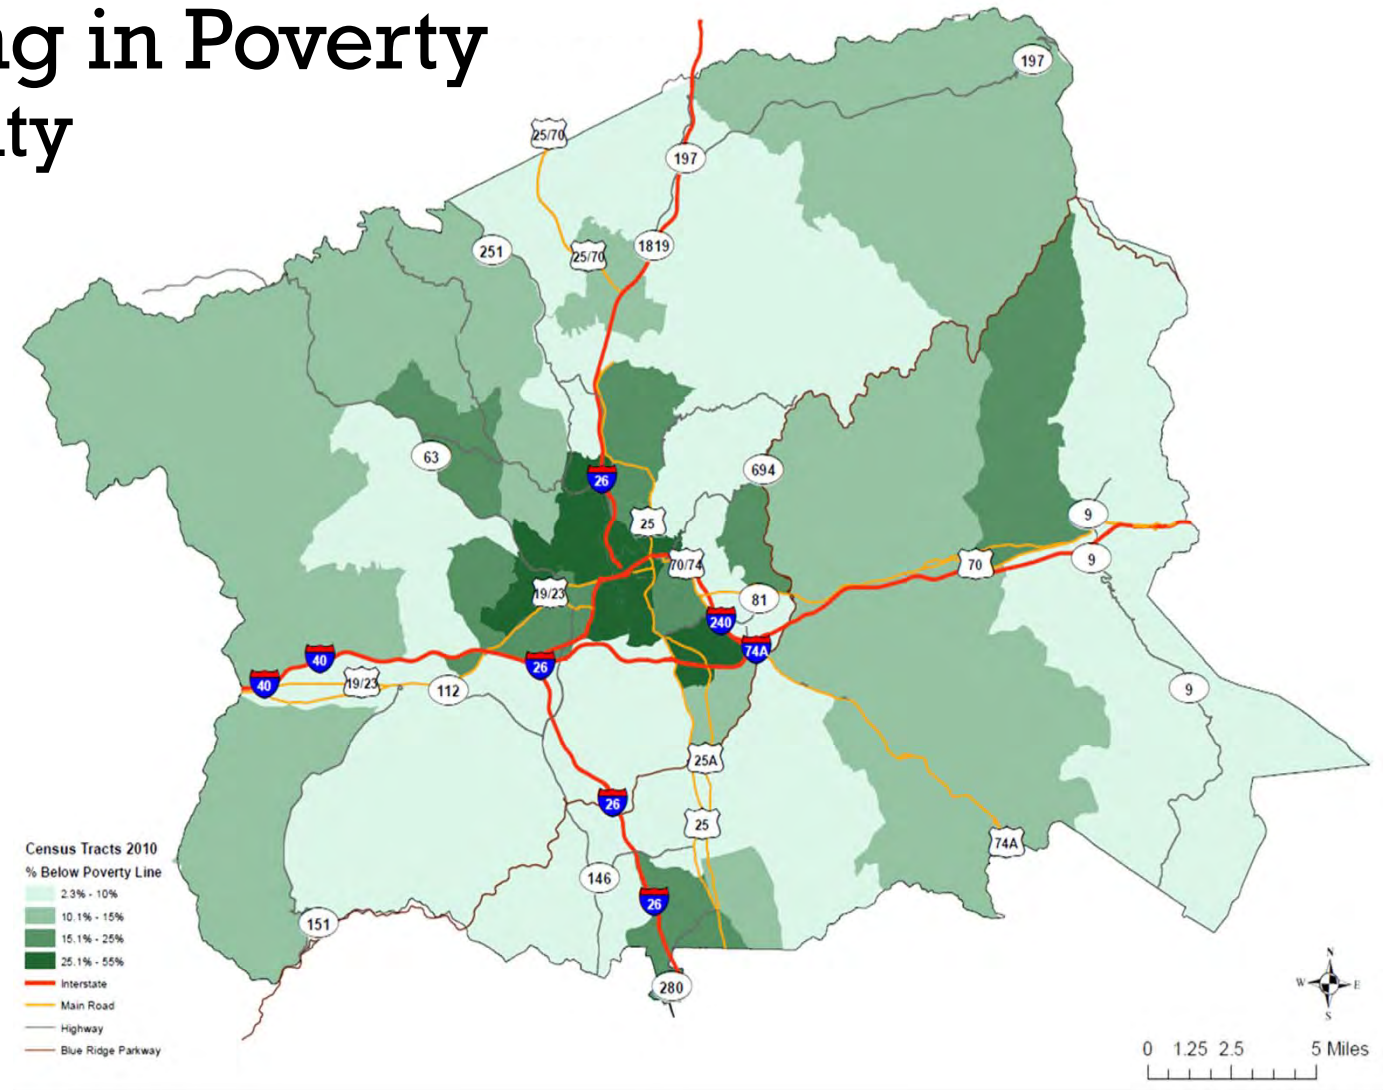 ng in Poverty
ty
197
25/70
197
251
25/70
1819
63
694
26
25
9
70/74
70
9
19/23
81
240
74A
40
26
40
19/23
112
9
25A
26
25
74A
146
26
151
280
Census Tracts 2010
% Below Poverty Line
2.3% - 10%
10.1% - 15%
15.1% - 25%
25.1% - 55%
Interstate
Main Road
Highway
Blue Ridge Parkway
N
W E
S
0 1.25 2.5 5 Miles